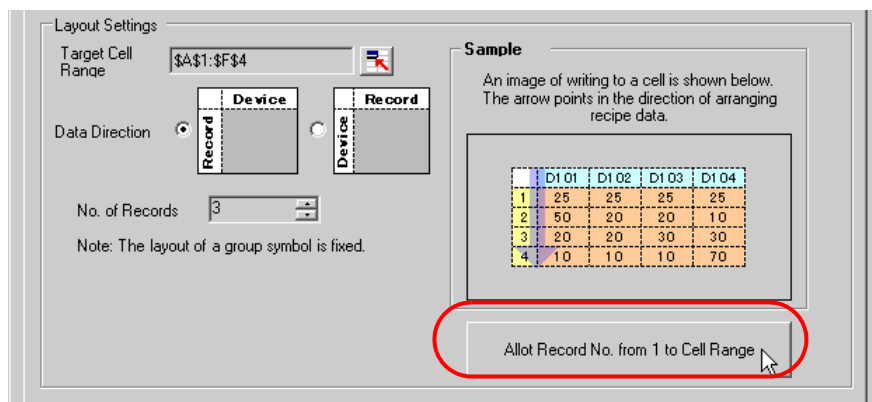 Layout Settings
Target Cell
Range
$A$1:$F$4
Data Direction
Device
Record
Record
Device
No. of Records
3
Note: The layout of a group symbol is fixed.
Sample
An image of writing to a cell is shown below.
The arrow points in the direction of arranging
recipe data.
D101 D102 D103 D104
1 25 25 25 25
2 50 20 20 10
3 20 20 30 30
4 10 10 10 70
Allot Record No. from 1 to Cell Range